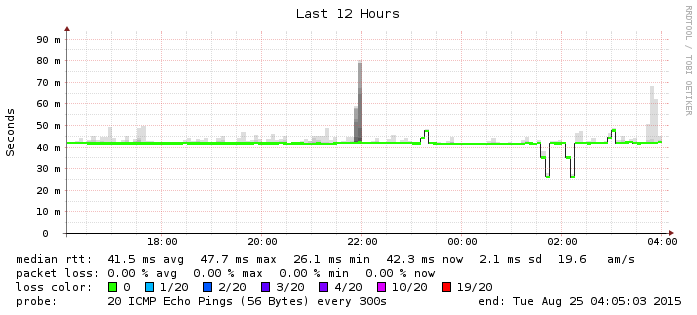 Last 12 Hours
RRDTOOL / TOBI OETIKER
Seconds
90 m
80 m
70 m
60 m
50 m
40 m
30 m
20 m
10 m
0
18:00 20:00 22:00 00:00 02:00 04:00
median rtt: 41.5 ms avg 47.7 ms max 26.1 ms min 42.3 ms now 2.1 ms sd 19.6 am/s
packet loss: 0.00 % avg 0.00 % max 0.00 % min 0.00 % now
loss color: 0 1/20 2/20 3/20 4/20 10/20 19/20
probe: 20 ICMP Echo Pings (56 Bytes) every 300s end: Tue Aug 25 04:05:03 2015